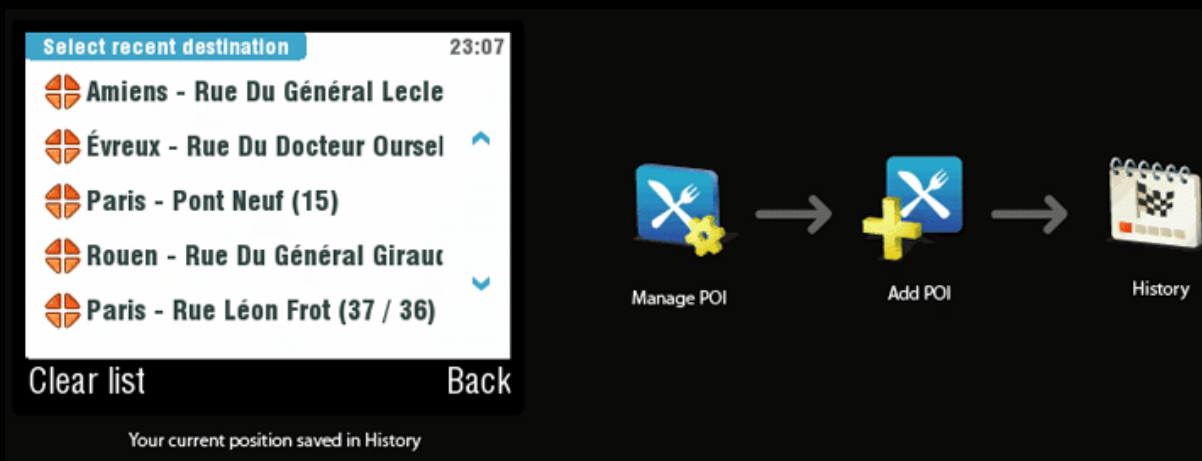 Select recent destination 23:07
Amiens - Rue Du Général Lecle
Évreux - Rue Du Docteur Oursel
Paris - Pont Neuf (15)
Rouen - Rue Du Général Giraud
Paris - Rue Léon Frot (37 / 36)
Clear list Back
Your current position saved in History
Manage POI
Add POI
History